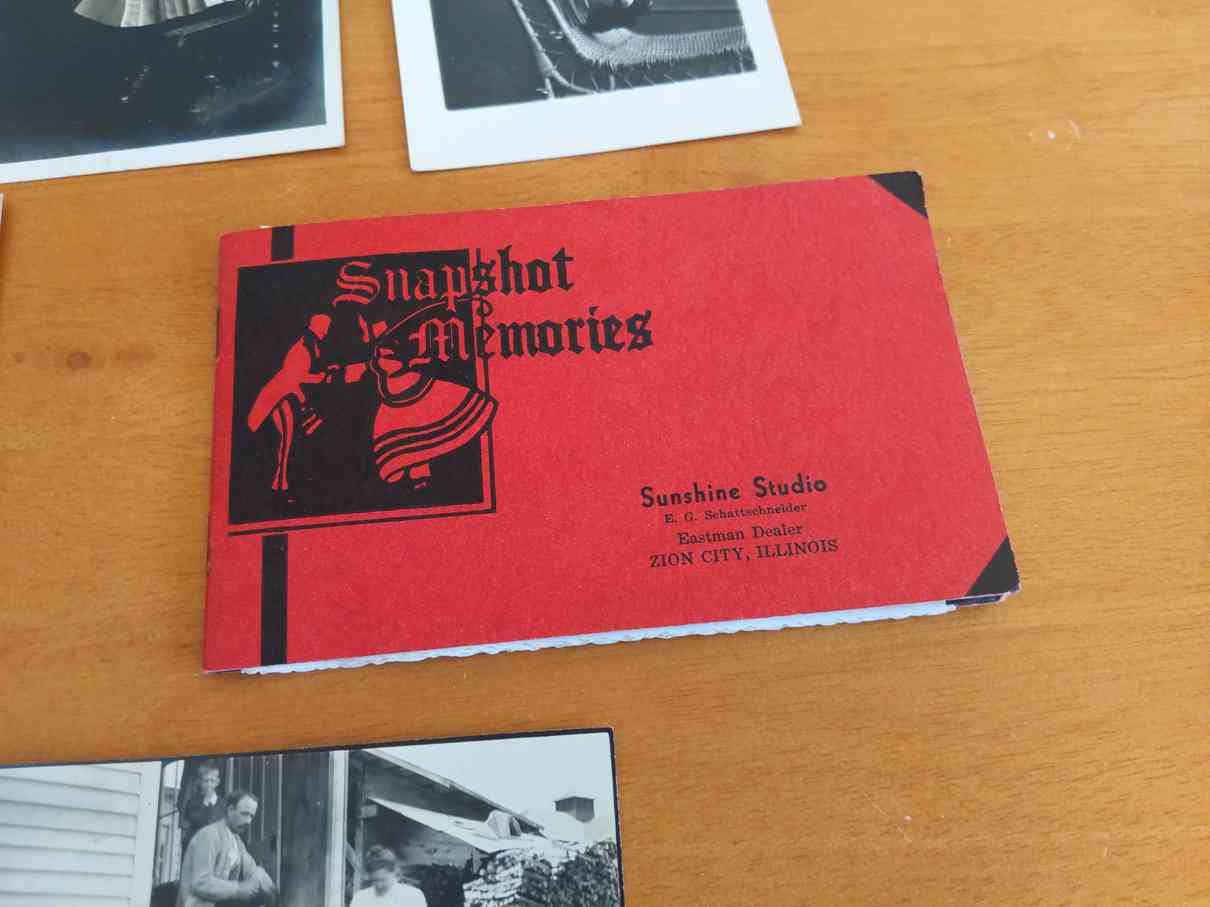 Snapshot
Memories
Sunshine Studio
E. G. Schattschneider
Eastman Dealer
ZION CITY, ILLINOIS